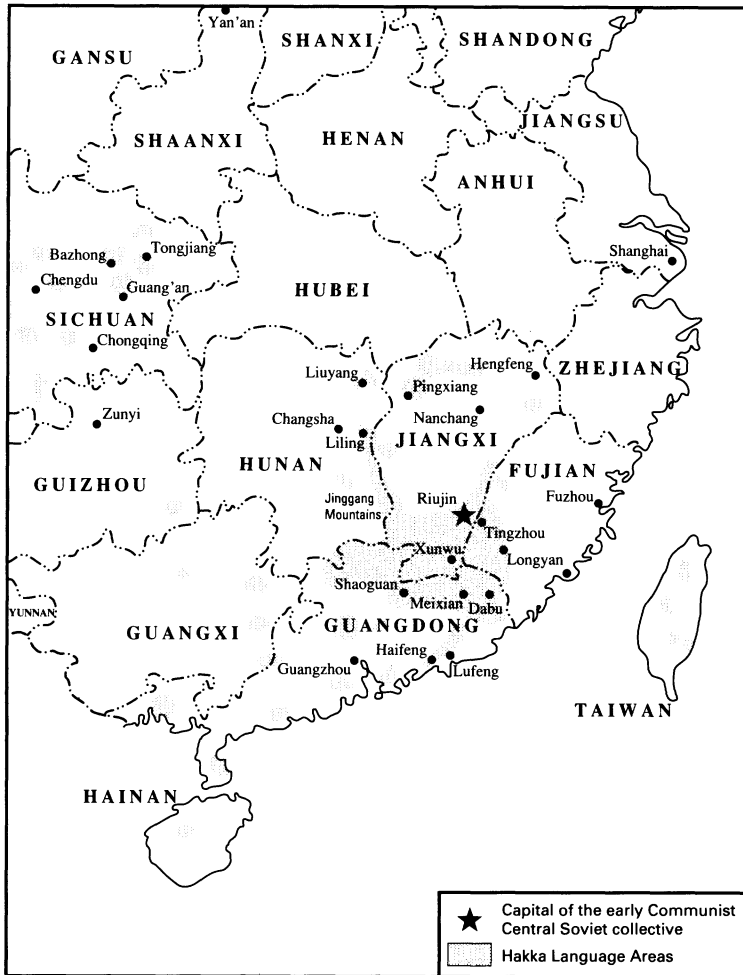 Yan'an
GANSU
SHANXI
SHANDONG
SHAANXI
HENAN
JIANGSU
ANHUI
Bazhong
Tongjiang
Shanghai
Chengdu
Guang'an
HUBEI
SICHUAN
Chongqing
ZHEJIANG
Hengfeng
Liuyang
Pingxiang
Zunyi
Changsha
Nanchang
Liling
JIANGXI
HUNAN
FUJIAN
GUIZHOU
Jinggang
Mountains
Riujin
Fuzhou
Tingzhou
Xunwu
Longyan
Shaoguan
Meixian
Dabu
YUNNAN
GUANGXI
GUANGDONG
Guangzhou
Haifeng
Lufeng
TAIWAN
HAINAN
Capital of the early Communist
Central Soviet collective
Hakka Language Areas